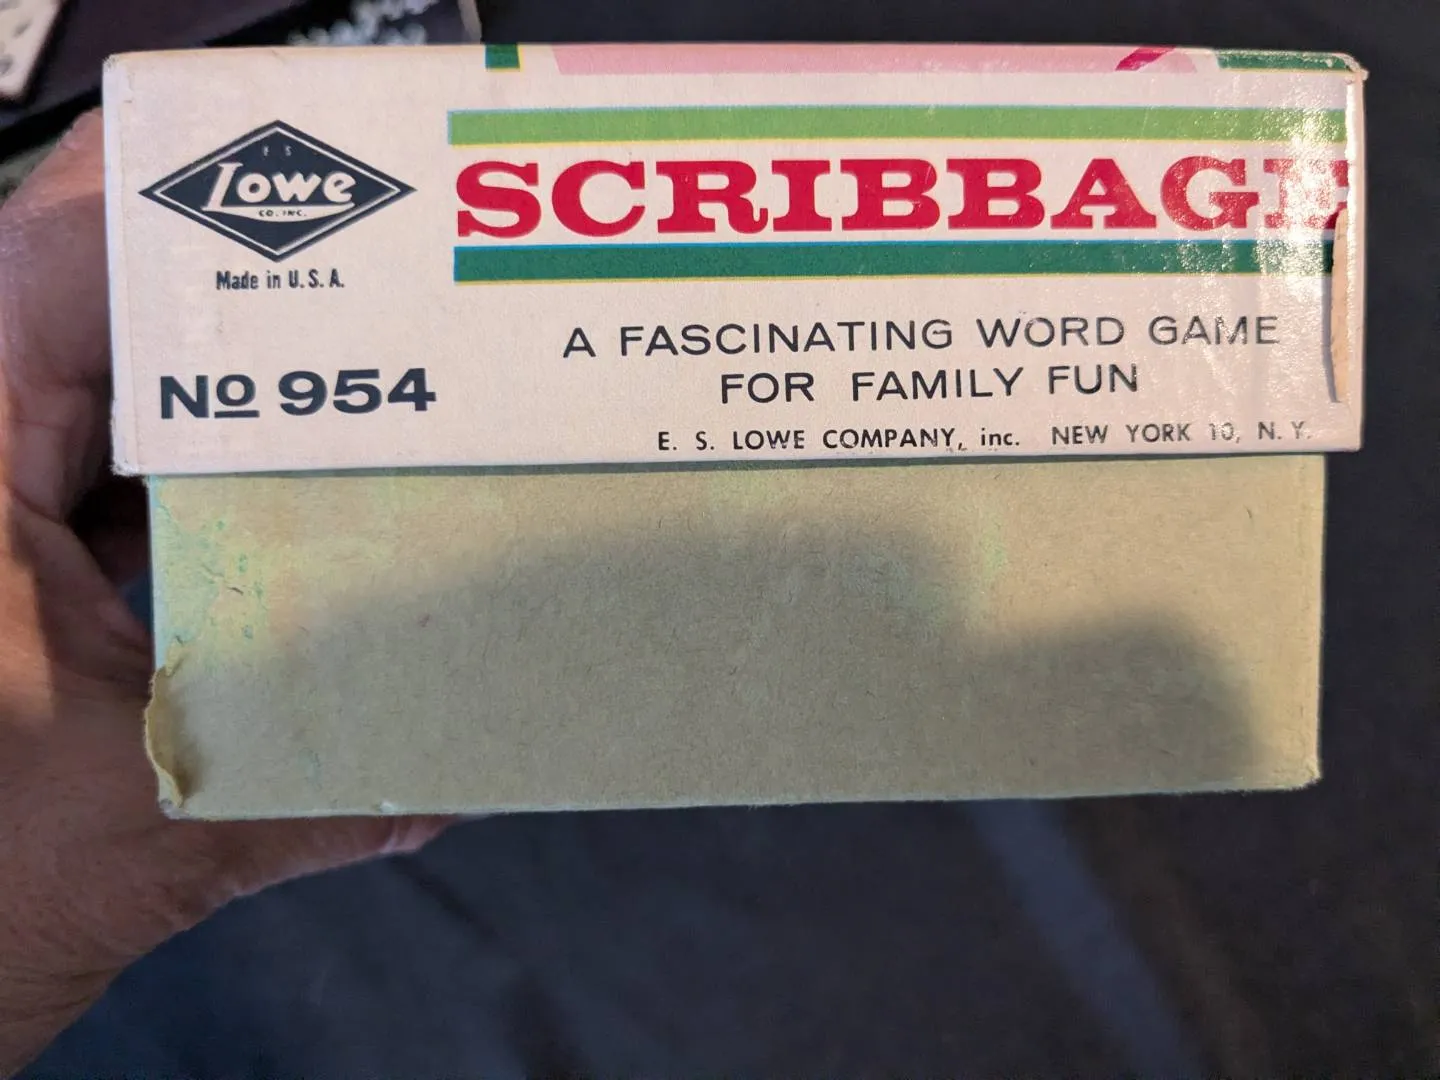 E S
Lowe
CO. INC.
Made in U. S. A.
No 954
SCRIBBAGE
A FASCINATING WORD GAME
FOR FAMILY FUN
E. S. LOWE COMPANY, inc. NEW YORK 10, N. Y.